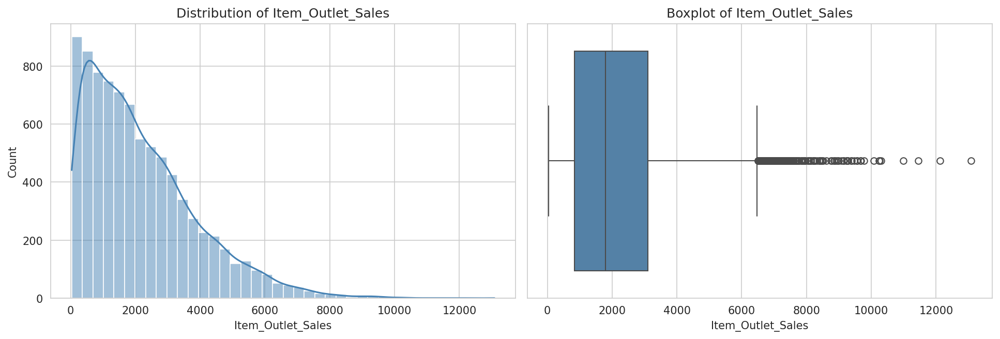 Distribution of Item_Outlet_Sales
Count
800
600
400
200
0
0 2000 4000 6000 8000 10000 12000
Item_Outlet_Sales
Boxplot of Item_Outlet_Sales
0 2000 4000 6000 8000 10000 12000
Item_Outlet_Sales